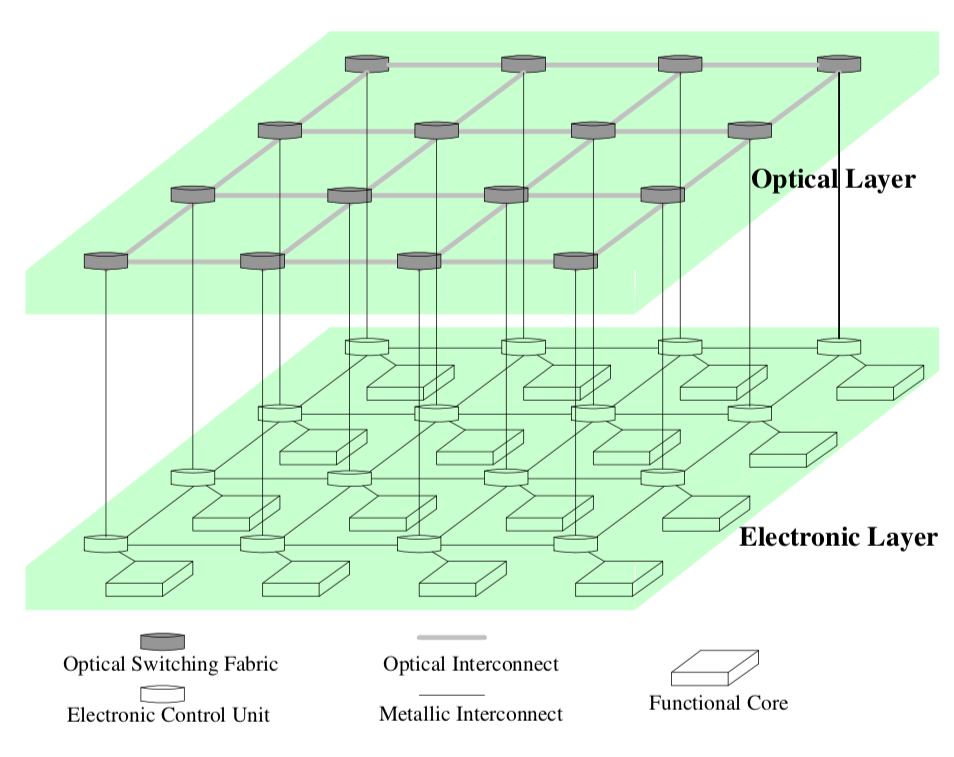 Optical Layer
Electronic Layer
Optical Switching Fabric
Optical Interconnect
Functional Core
Electronic Control Unit
Metallic Interconnect